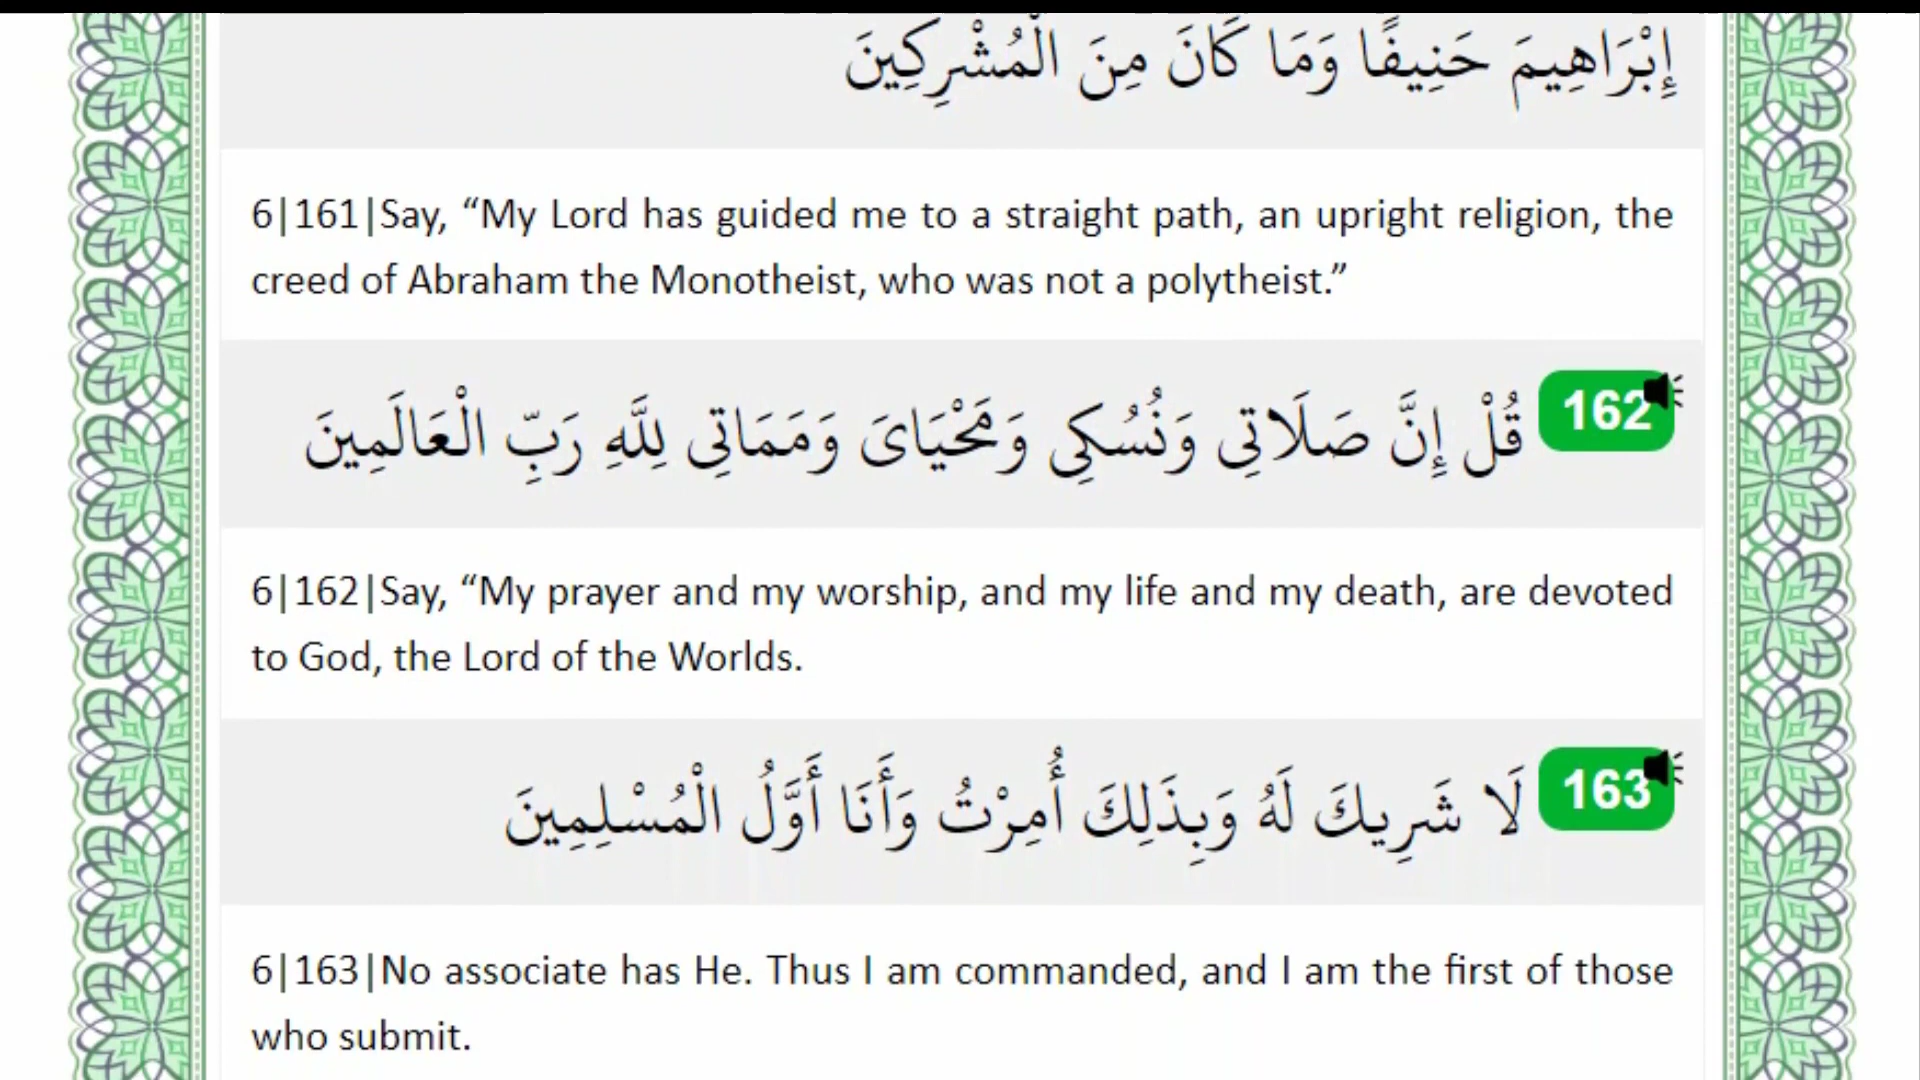 إِبْرَاهِيمَ حَنِيفًا وَمَا كَانَ مِنَ الْمُشْرِكِينَ
6|161|Say, “My Lord has guided me to a straight path, an upright religion, the
creed of Abraham the Monotheist, who was not a polytheist.”
162 قُلْ إِنَّ صَلَاتِى وَنُسُكِى وَمَحْيَاىَ وَمَمَاتِى لِلَّهِ رَبِّ الْعَالَمِينَ
6|162|Say, “My prayer and my worship, and my life and my death, are devoted
to God, the Lord of the Worlds.
163 لَا شَرِيكَ لَهُ وَبِذَلِكَ أُمِرْتُ وَأَنَا أَوَّلُ الْمُسْلِمِينَ
6|163|No associate has He. Thus I am commanded, and I am the first of those
who submit.